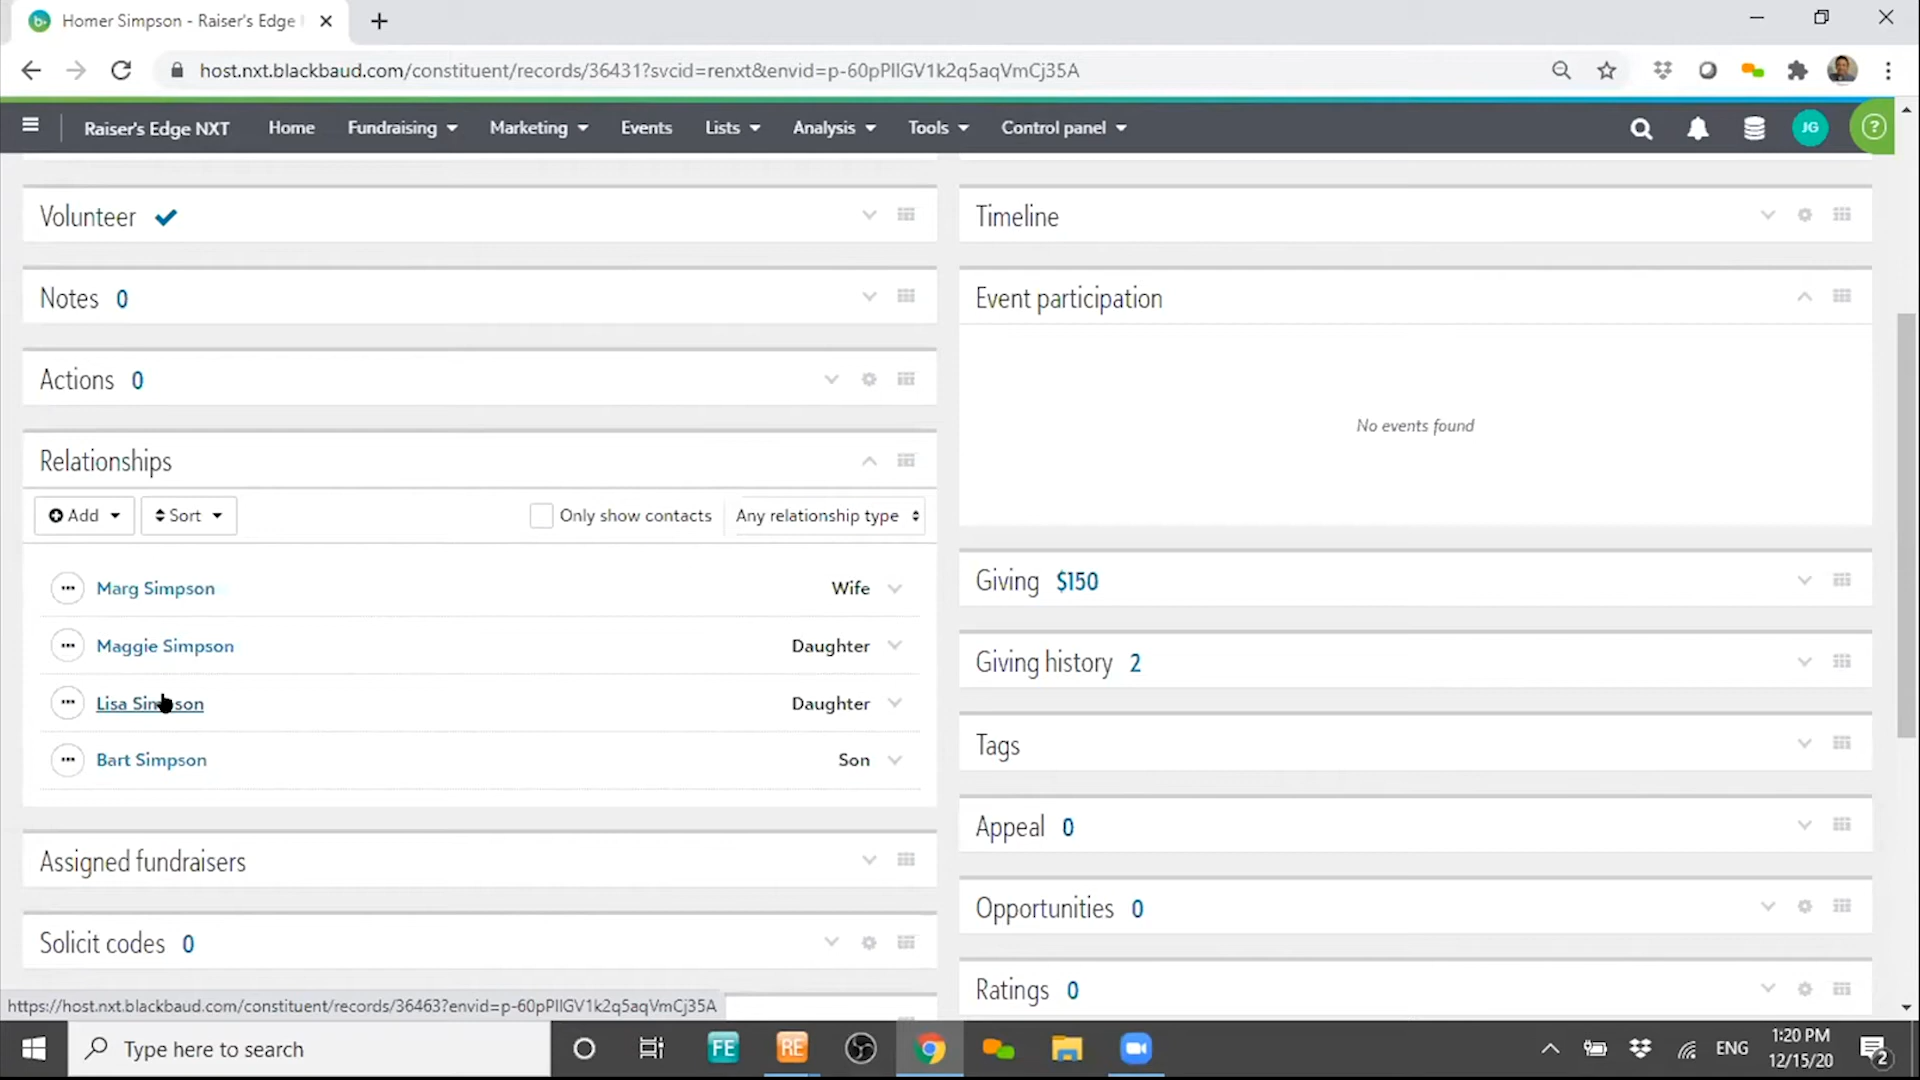 Homer Simpson - Raiser's Edge
host.nxt.blackbaud.com/constituent/records/36431?svcid=renxt&envid=p-60pPIlGV1k2q5aqVmCj35A
Raiser's Edge NXT Home Fundraising Marketing Events Lists Analysis Tools Control panel JG ?
Volunteer
Timeline
Notes 0
Event participation
Actions 0
No events found
Relationships
Add Sort Only show contacts Any relationship type
Marg Simpson Wife
Giving $150
Maggie Simpson Daughter
Giving history 2
Lisa Simpson Daughter
Tags
Bart Simpson Son
Appeal 0
Assigned fundraisers
Opportunities 0
Solicit codes 0
Ratings 0
https://host.nxt.blackbaud.com/constituent/records/36463?envid=p-60pPIlGV1k2q5aqVmCj35A
Type here to search FE RE ENG 1:20 PM
12/15/20 2